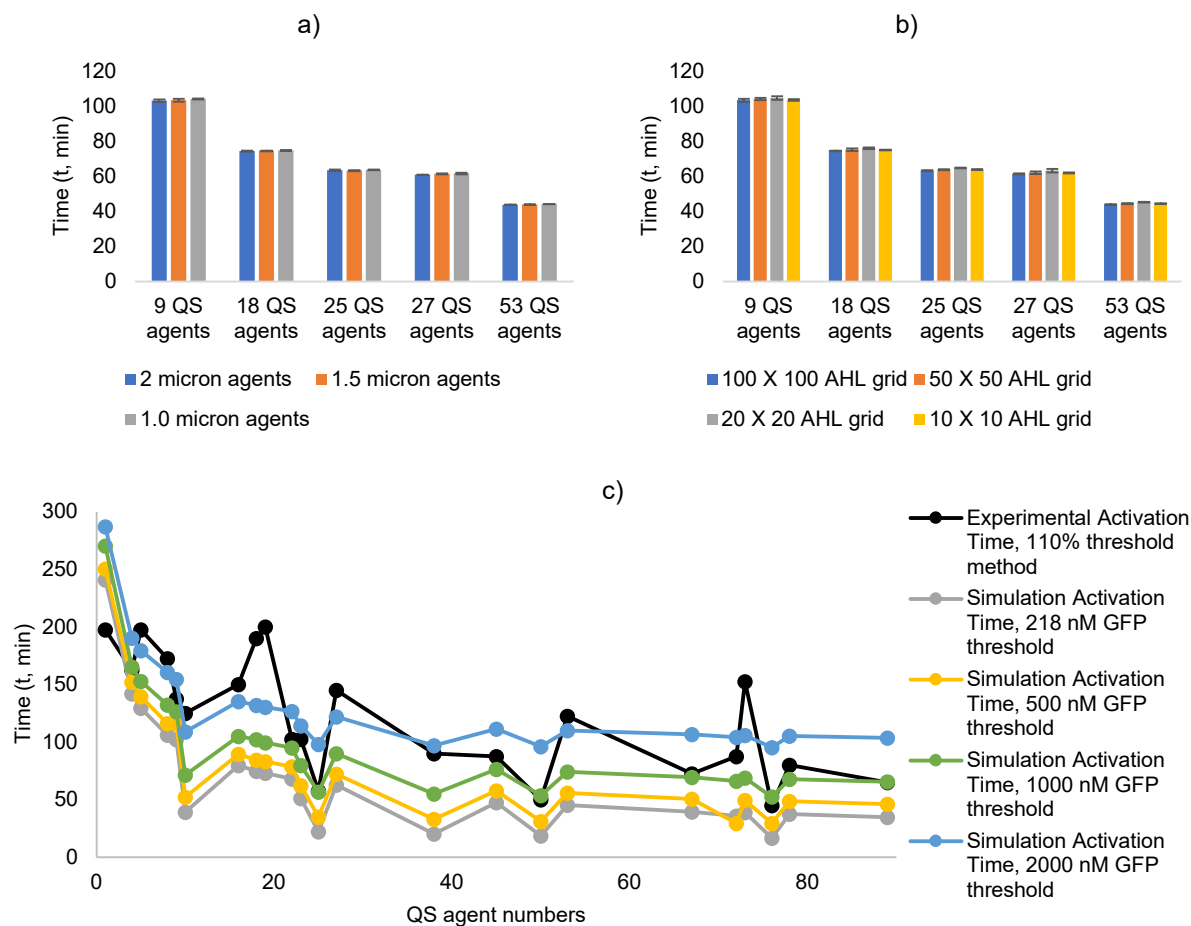 a)
Time (t, min)
120
100
80
60
40
20
0
9 QS agents
18 QS agents
25 QS agents
27 QS agents
53 QS agents
2 micron agents
1.5 micron agents
1.0 micron agents
b)
Time (t, min)
120
100
80
60
40
20
0
9 QS agents
18 QS agents
25 QS agents
27 QS agents
53 QS agents
100 X 100 AHL grid
50 X 50 AHL grid
20 X 20 AHL grid
10 X 10 AHL grid
c)
Time (t, min)
300
250
200
150
100
50
0
0
20
40
60
80
QS agent numbers
Experimental Activation
Time, 110% threshold
method
Simulation Activation
Time, 218 nM GFP
threshold
Simulation Activation
Time, 500 nM GFP
threshold
Simulation Activation
Time, 1000 nM GFP
threshold
Simulation Activation
Time, 2000 nM GFP
threshold